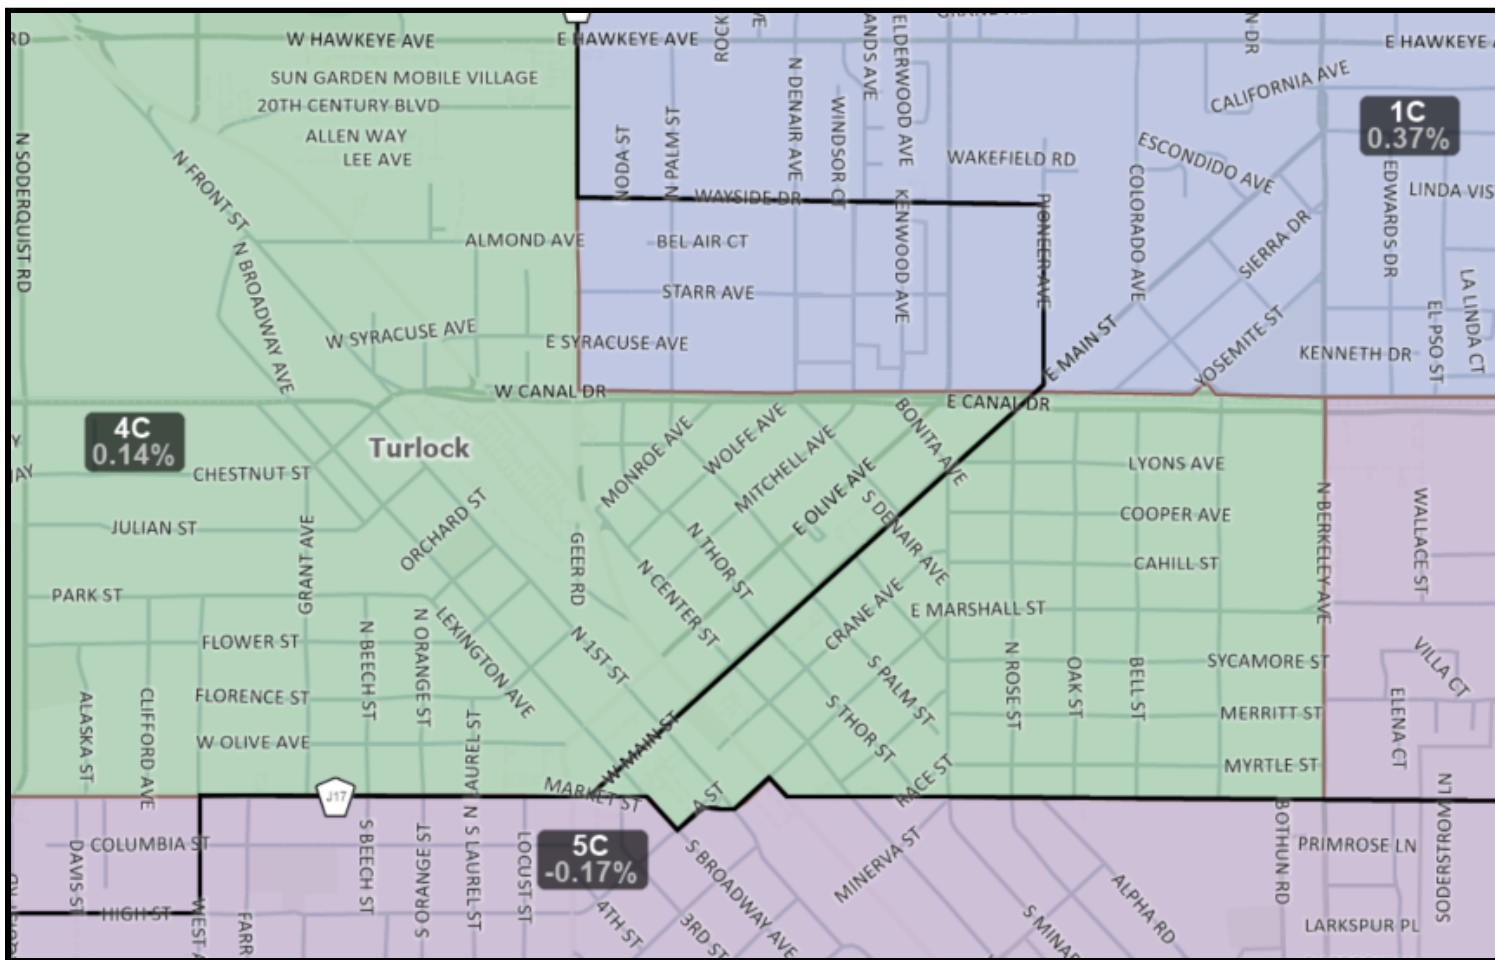 RD
W HAWKEYE AVE
E HAWKEYE AVE
ROCK
ANDS AVE
ELDERWOOD AVE
N DR
E HAWKEYE A
SUN GARDEN MOBILE VILLAGE
20TH CENTURY BLVD
CALIFORNIA AVE
1C
0.37%
ALLEN WAY
LEE AVE
N SODERQUIST RD
N FRONT ST
NODA ST
N PALM ST
N DENAIR AVE
WINDSOR CT
WAKEFIELD RD
ESCONDIDO AVE
COLORADO AVE
EDWARDS DR
LINDA VIS
WAYSIDE DR
KENWOOD AVE
PIONEER AVE
ALMOND AVE
BEL AIR CT
SIERRA DR
N BROADWAY AVE
STARR AVE
LA LINDA CT
EL PSO ST
W SYRACUSE AVE
E SYRACUSE AVE
E MAIN ST
YOSEMITE ST
KENNETH DR
W CANAL DR
E CANAL DR
4C
0.14%
Turlock
MONROE AVE
WOLFE AVE
MITCHELL AVE
BONITA AVE
E OLIVE AVE
S DENAIR AVE
LYONS AVE
CHESTNUT ST
JULIAN ST
GRANT AVE
ORCHARD ST
GEER RD
N THOR ST
N CENTER ST
COOPER AVE
CAHILL ST
N BERKELEY AVE
WALLACE ST
PARK ST
CRANE AVE
E MARSHALL ST
FLOWER ST
N BEECH ST
N ORANGE ST
LEXINGTON AVE
N 1ST ST
S PALM ST
S THOR ST
N ROSE ST
OAK ST
BELL ST
SYCAMORE ST
VILLA CT
ELENA CT
ALASKA ST
CLIFFORD AVE
FLORENCE ST
W OLIVE AVE
N LAUREL ST
W MAIN ST
MERRITT ST
MYRTLE ST
J17
MARKET ST
A ST
RACE ST
N SODERSTROM
COLUMBIA ST
DAVIS ST
S BEECH ST
S ORANGE ST
S LAUREL ST
LOCUST ST
5C
-0.17%
S BROADWAY AVE
MINERVA ST
BOTHUN RD
PRIMROSE LN
HIGH ST
WEST A
FARR
4TH ST
3RD ST
S MINAR
ALPHA RD
LARKSPUR PL